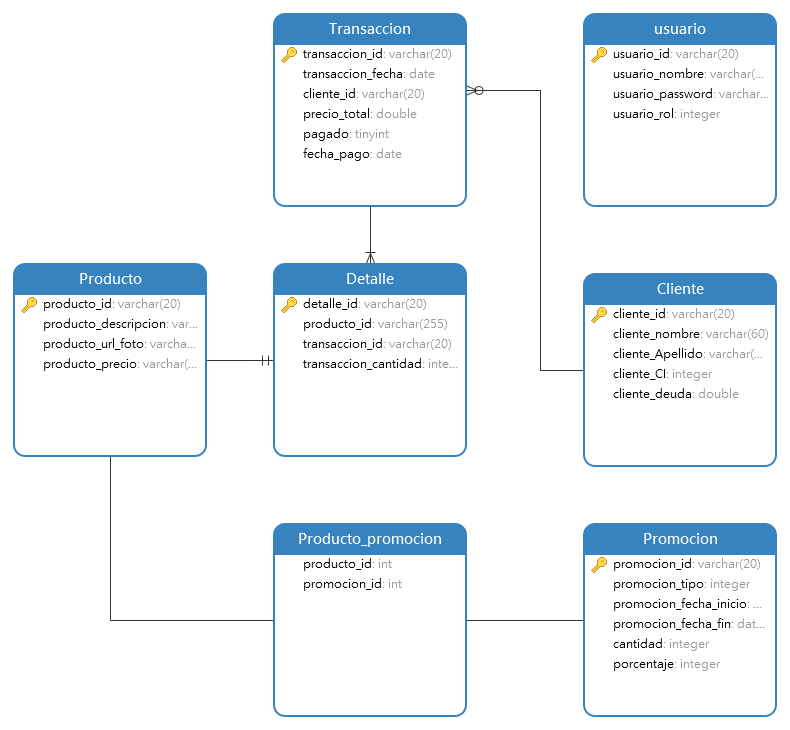 Transaccion
transaccion_id: varchar(20)
transaccion_fecha: date
cliente_id: varchar(20)
precio_total: double
pagado: tinyint
fecha_pago: date
usuario
usuario_id: varchar(20)
usuario_nombre: varchar(...
usuario_password: varchar...
usuario_rol: integer
Producto
producto_id: varchar(20)
producto_descripcion: var...
producto_url_foto: varcha...
producto_precio: varchar(...
Detalle
detalle_id: varchar(20)
producto_id: varchar(255)
transaccion_id: varchar(20)
transaccion_cantidad: inte...
Cliente
cliente_id: varchar(20)
cliente_nombre: varchar(60)
cliente_Apellido: varchar(...
cliente_CI: integer
cliente_deuda: double
Producto_promocion
producto_id: int
promocion_id: int
Promocion
promocion_id: varchar(20)
promocion_tipo: integer
promocion_fecha_inicio: ...
promocion_fecha_fin: dat...
cantidad: integer
porcentaje: integer